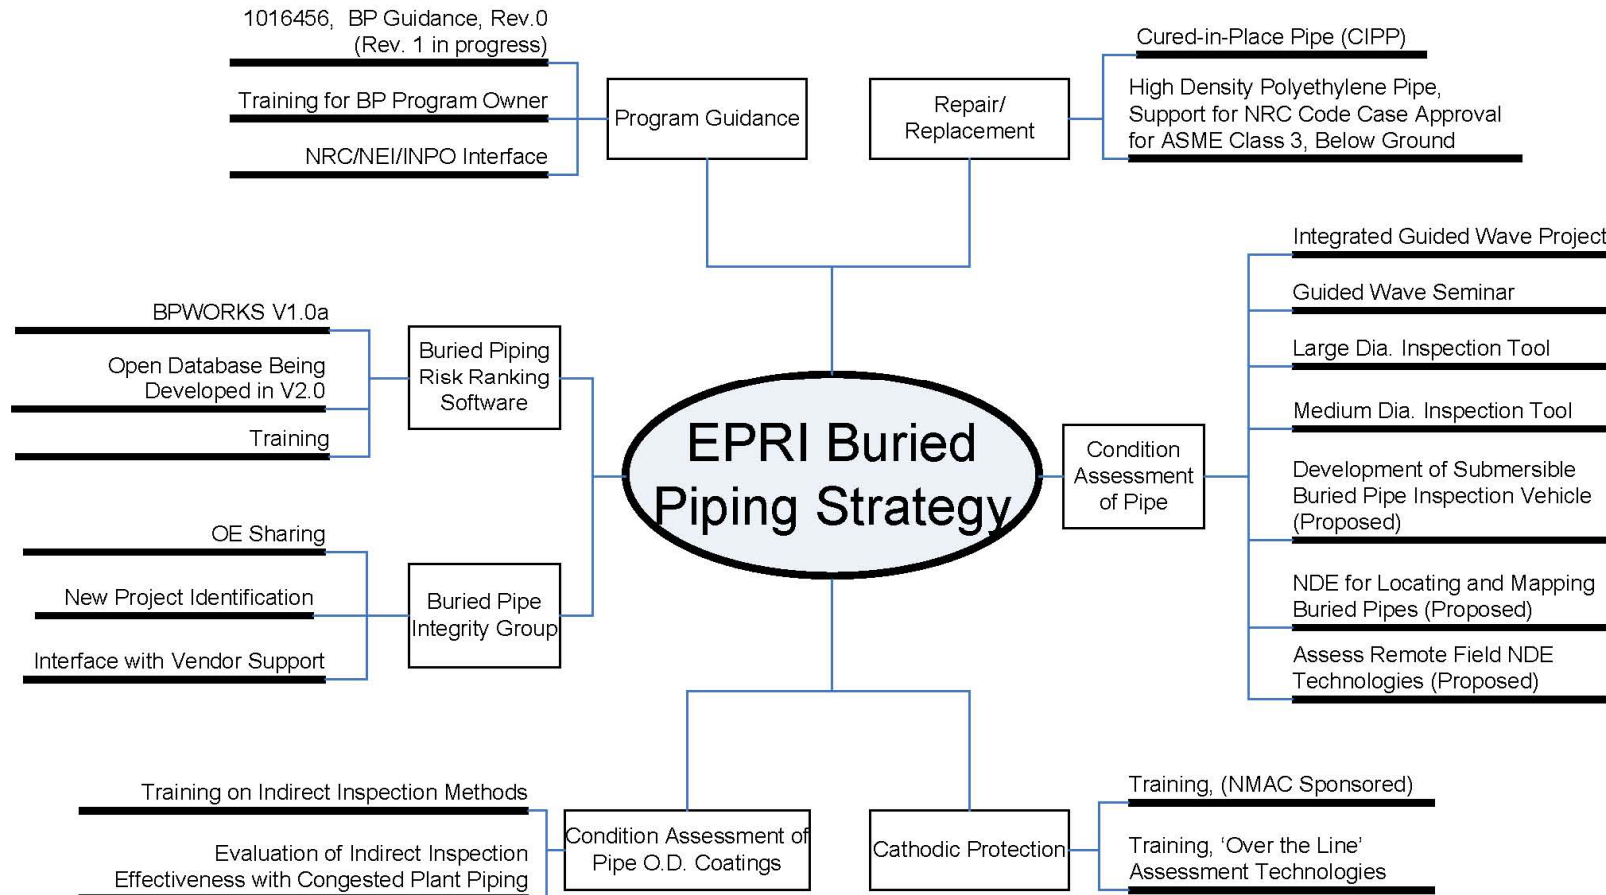 1016456, BP Guidance, Rev.0
(Rev. 1 in progress)
Training for BP Program Owner
NRC/NEI/INPO Interface
Program Guidance
Repair/
Replacement
Cured-in-Place Pipe (CIPP)
High Density Polyethylene Pipe,
Support for NRC Code Case Approval
for ASME Class 3, Below Ground
BPWORKS V1.0a
Open Database Being
Developed in V2.0
Training
Buried Piping
Risk Ranking
Software
OE Sharing
New Project Identification
Interface with Vendor Support
Buried Pipe
Integrity Group
EPRI Buried
Piping Strategy
Condition
Assessment
of Pipe
Integrated Guided Wave Project
Guided Wave Seminar
Large Dia. Inspection Tool
Medium Dia. Inspection Tool
Development of Submersible
Buried Pipe Inspection Vehicle
(Proposed)
NDE for Locating and Mapping
Buried Pipes (Proposed)
Assess Remote Field NDE
Technologies (Proposed)
Training on Indirect Inspection Methods
Evaluation of Indirect Inspection
Effectiveness with Congested Plant Piping
Condition Assessment of
Pipe O.D. Coatings
Cathodic Protection
Training, (NMAC Sponsored)
Training, ‘Over the Line’
Assessment Technologies